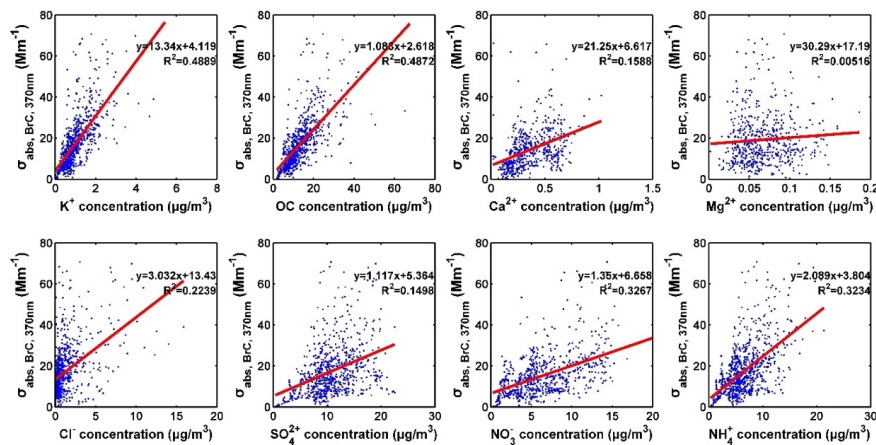 80
60
40
20
0
σabs, BrC, 370nm (Mm⁻¹)
y=13.34x+4.119
R²=0.4889
0 2 4 6 8
K⁺ concentration (µg/m³)
80
60
40
20
0
σabs, BrC, 370nm (Mm⁻¹)
y=1.083x+2.618
R²=0.4872
0 20 40 60 80
OC concentration (µg/m³)
80
60
40
20
0
σabs, BrC, 370nm (Mm⁻¹)
y=21.25x+6.617
R²=0.1588
0 0.5 1 1.5
Ca²⁺ concentration (µg/m³)
80
60
40
20
0
σabs, BrC, 370nm (Mm⁻¹)
y=30.29x+17.19
R²=0.00516
0 0.05 0.1 0.15 0.2
Mg²⁺ concentration (µg/m³)
80
60
40
20
0
σabs, BrC, 370nm (Mm⁻¹)
y=3.032x+13.43
R²=0.2239
0 5 10 15 20
Cl⁻ concentration (µg/m³)
80
60
40
20
0
σabs, BrC, 370nm (Mm⁻¹)
y=1.117x+5.364
R²=0.1498
0 10 20 30
SO₄²⁺ concentration (µg/m³)
80
60
40
20
0
σabs, BrC, 370nm (Mm⁻¹)
y=1.35x+6.658
R²=0.3267
0 5 10 15 20
NO₃⁻ concentration (µg/m³)
80
60
40
20
0
σabs, BrC, 370nm (Mm⁻¹)
y=2.089x+3.804
R²=0.3234
0 10 20 30
NH₄⁺ concentration (µg/m³)